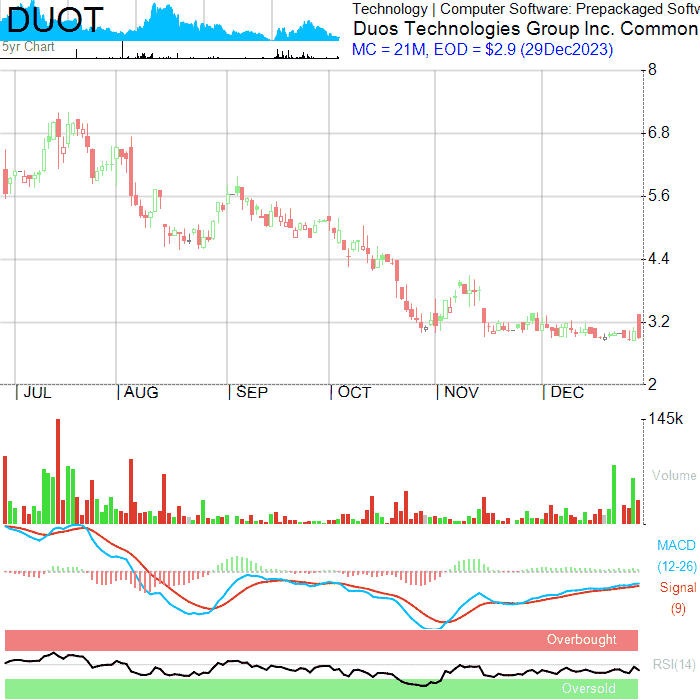 DUOT
5yr Chart
Technology | Computer Software: Prepackaged Softw
Duos Technologies Group Inc. Common
MC = 21M, EOD = $2.9 (29Dec2023)
8
6.8
5.6
4.4
3.2
2
JUL AUG SEP OCT NOV DEC
145k
Volume
MACD
(12-26)
Signal
(9)
Overbought
RSI(14)
Oversold